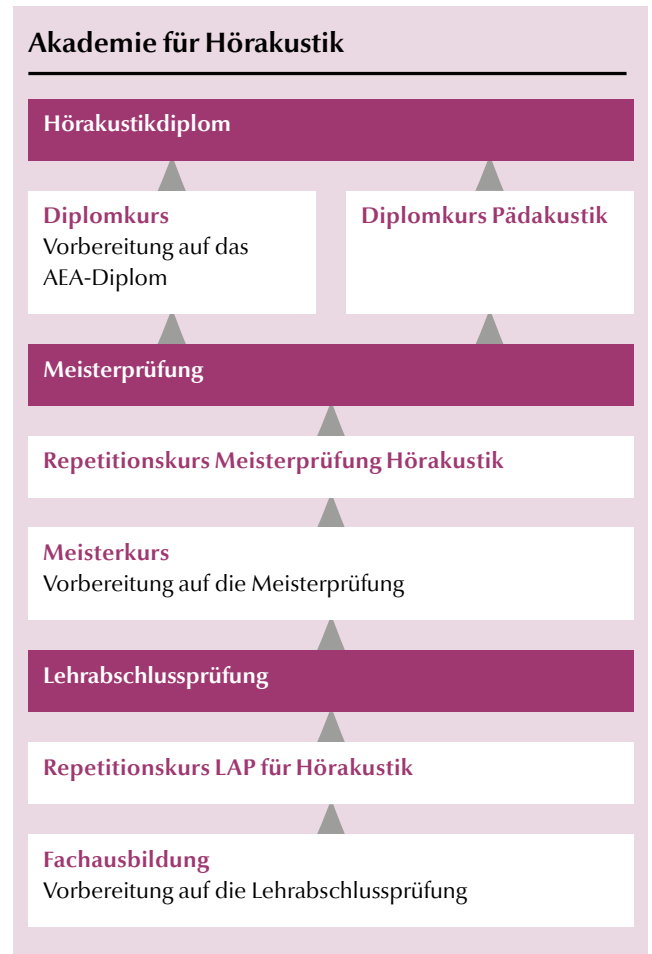 Akademie für Hörakustik
Hörakustikdiplom
Diplomkurs
Vorbereitung auf das
AEA-Diplom
Diplomkurs Pädakustik
Meisterprüfung
Repetitionskurs Meisterprüfung Hörakustik
Meisterkurs
Vorbereitung auf die Meisterprüfung
Lehrabschlussprüfung
Repetitionskurs LAP für Hörakustik
Fachausbildung
Vorbereitung auf die Lehrabschlussprüfung